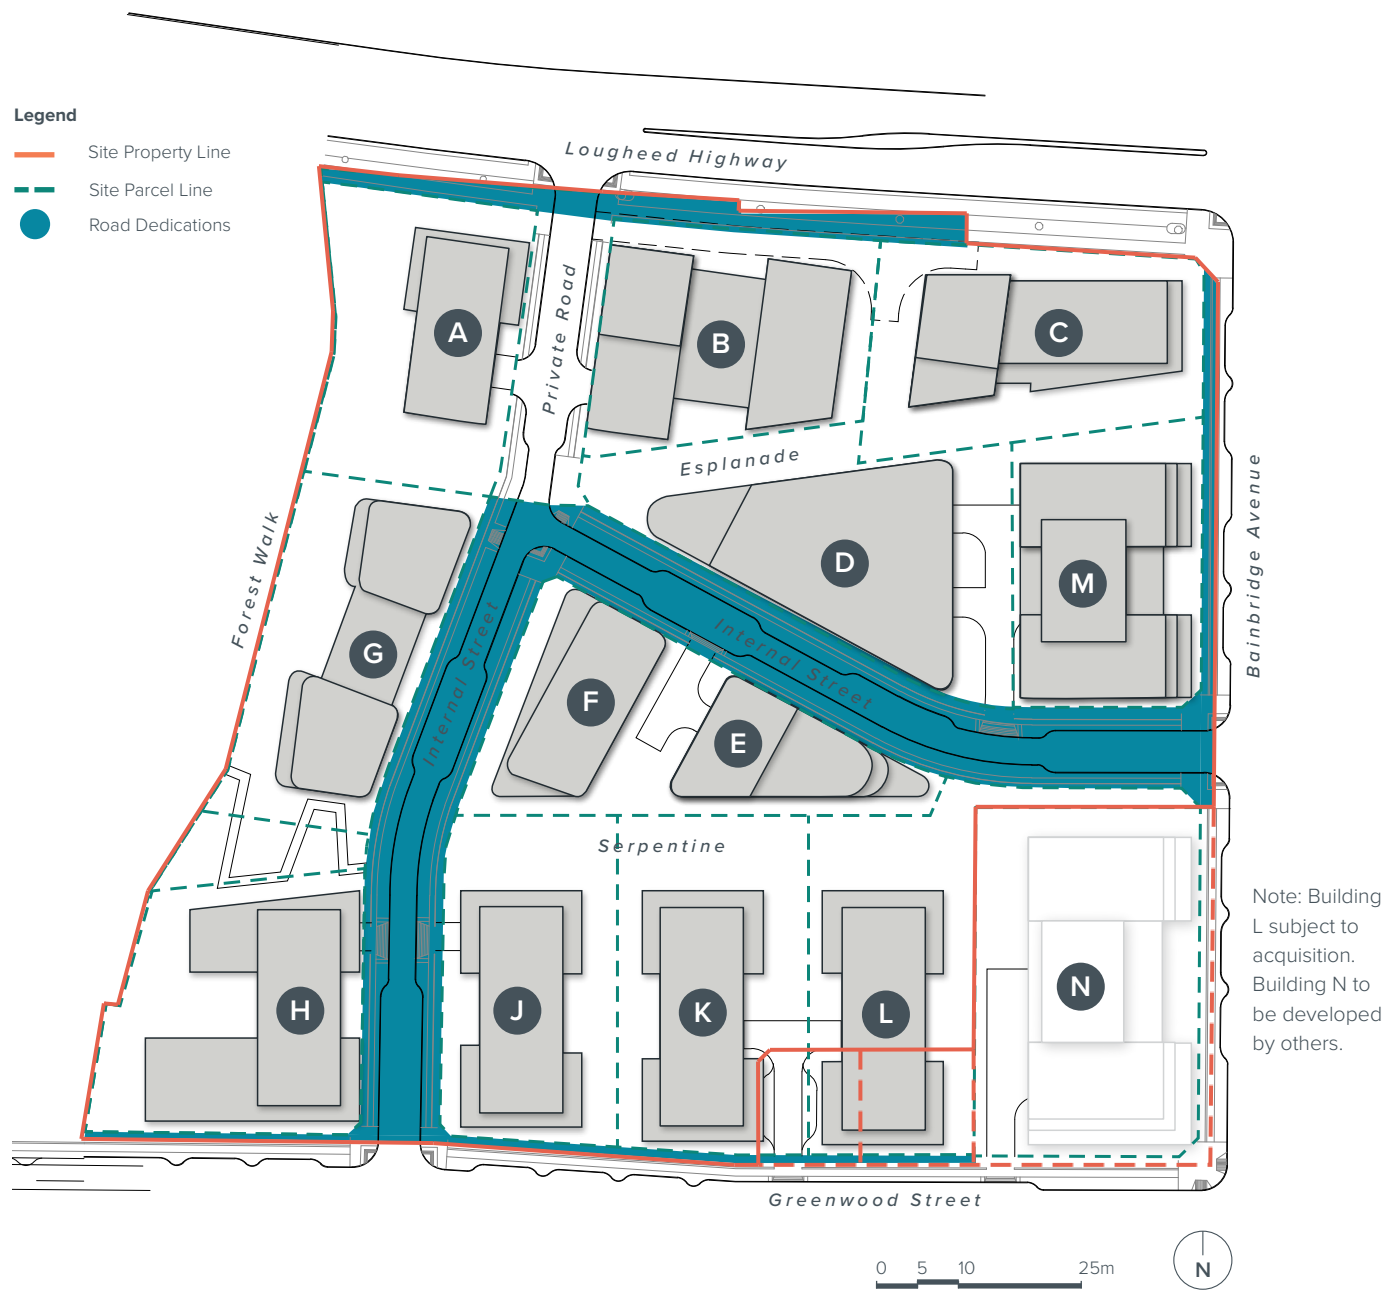 Legend
Site Property Line
Site Parcel Line
Road Dedications
Lougheed Highway
Private Road
A
B
C
Esplanade
Forest Walk
Bainbridge Avenue
D
M
G
Internal Street
Internal Street
F
E
Serpentine
Note: Building
L subject to
acquisition.
Building N to
be developed
by others.
H
J
K
L
N
Greenwood Street
0 5 10 25m
N